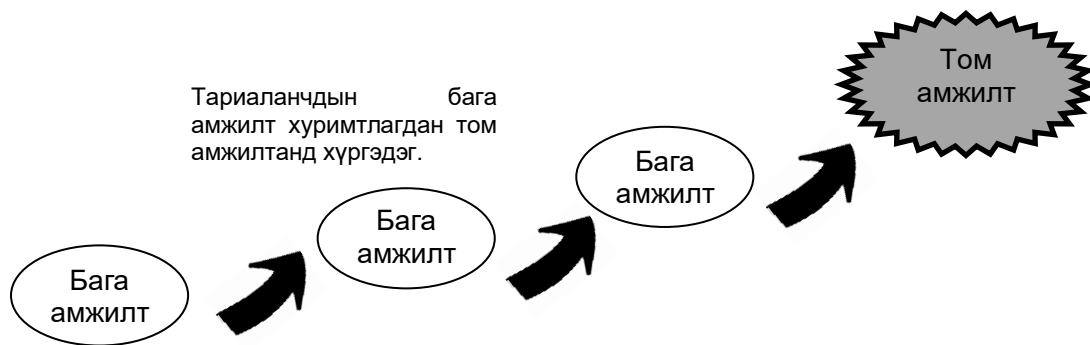 Том
амжилт
Тариаланчдын бага
амжилт хуримтлагдан том
амжилтанд хүргэдэг.
Бага
амжилт
Бага
амжилт
Бага
амжилт